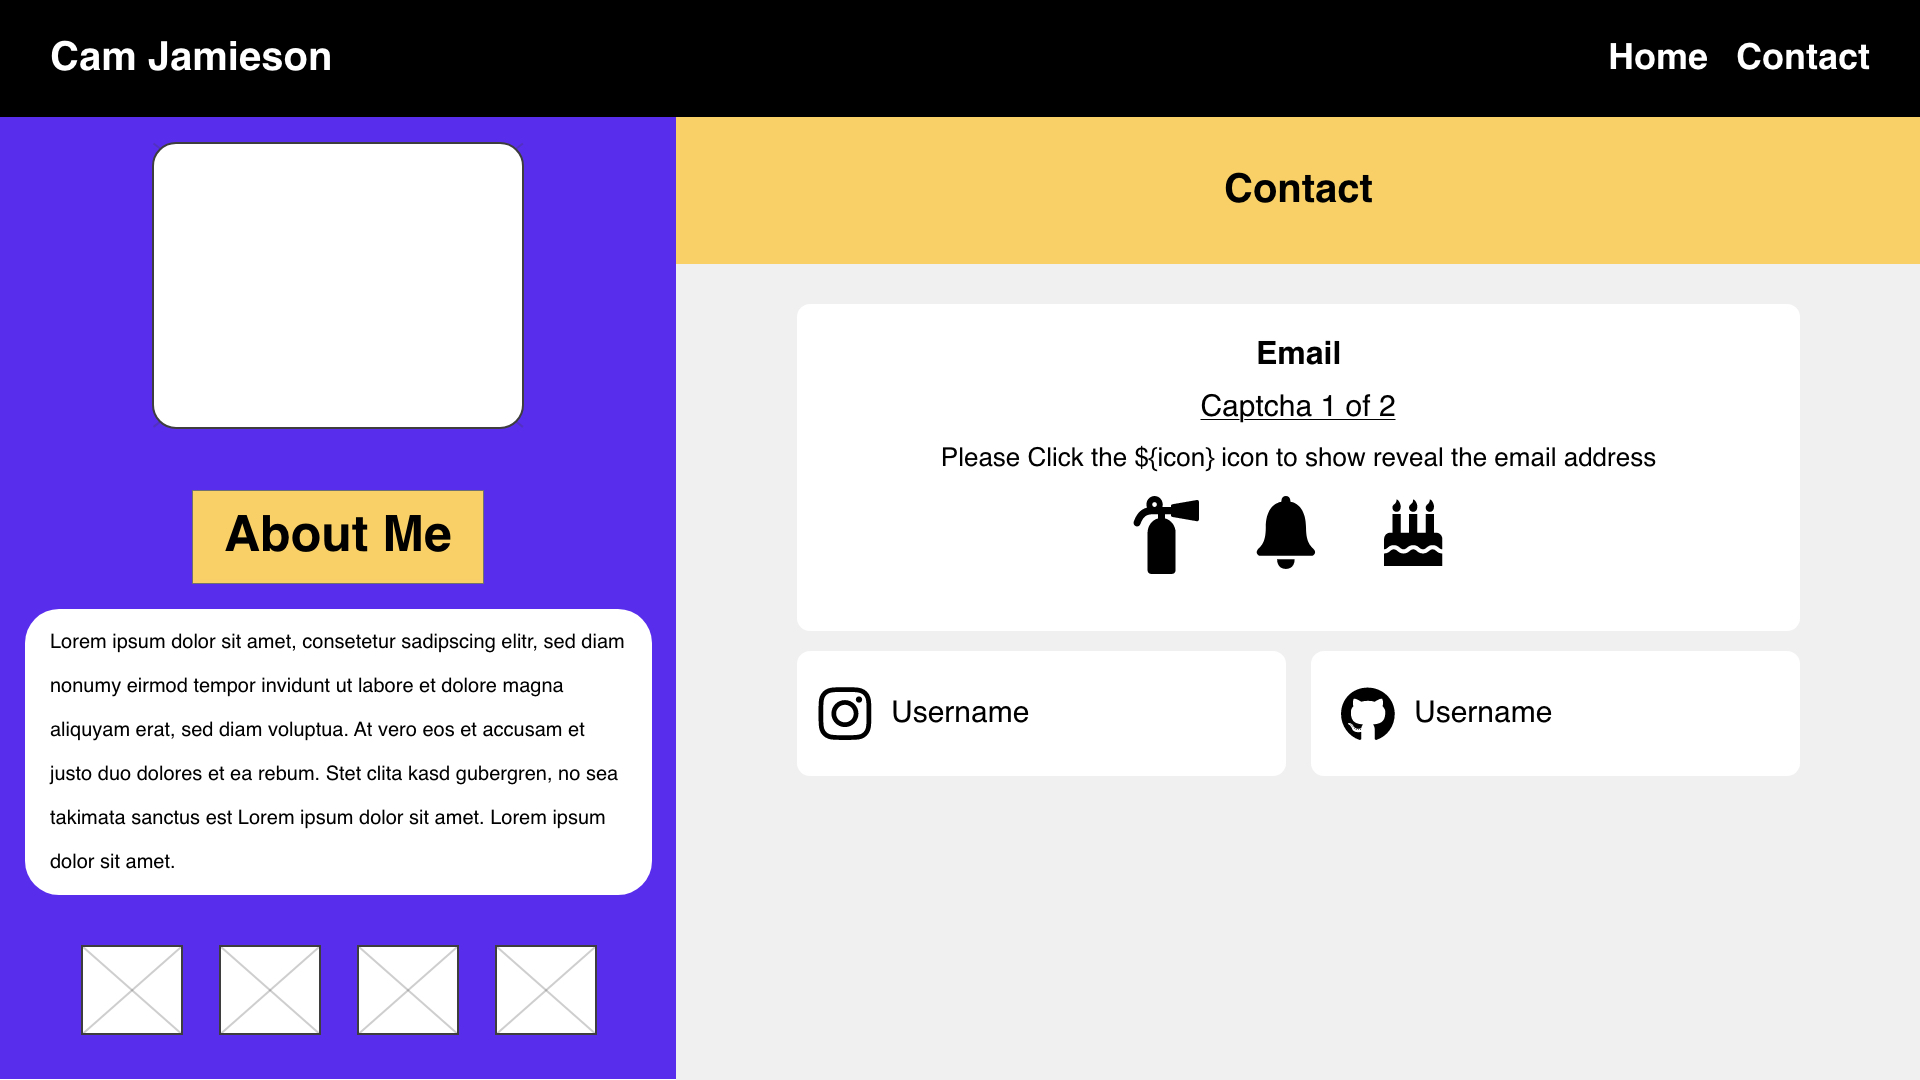 Cam Jamieson
Home Contact
About Me
Lorem ipsum dolor sit amet, consetetur sadipscing elitr, sed diam
nonumy eirmod tempor invidunt ut labore et dolore magna
aliquyam erat, sed diam voluptua. At vero eos et accusam et
justo duo dolores et ea rebum. Stet clita kasd gubergren, no sea
takimata sanctus est Lorem ipsum dolor sit amet. Lorem ipsum
dolor sit amet.
Contact
Email
Captcha 1 of 2
Please Click the ${icon} icon to show reveal the email address
Username
Username